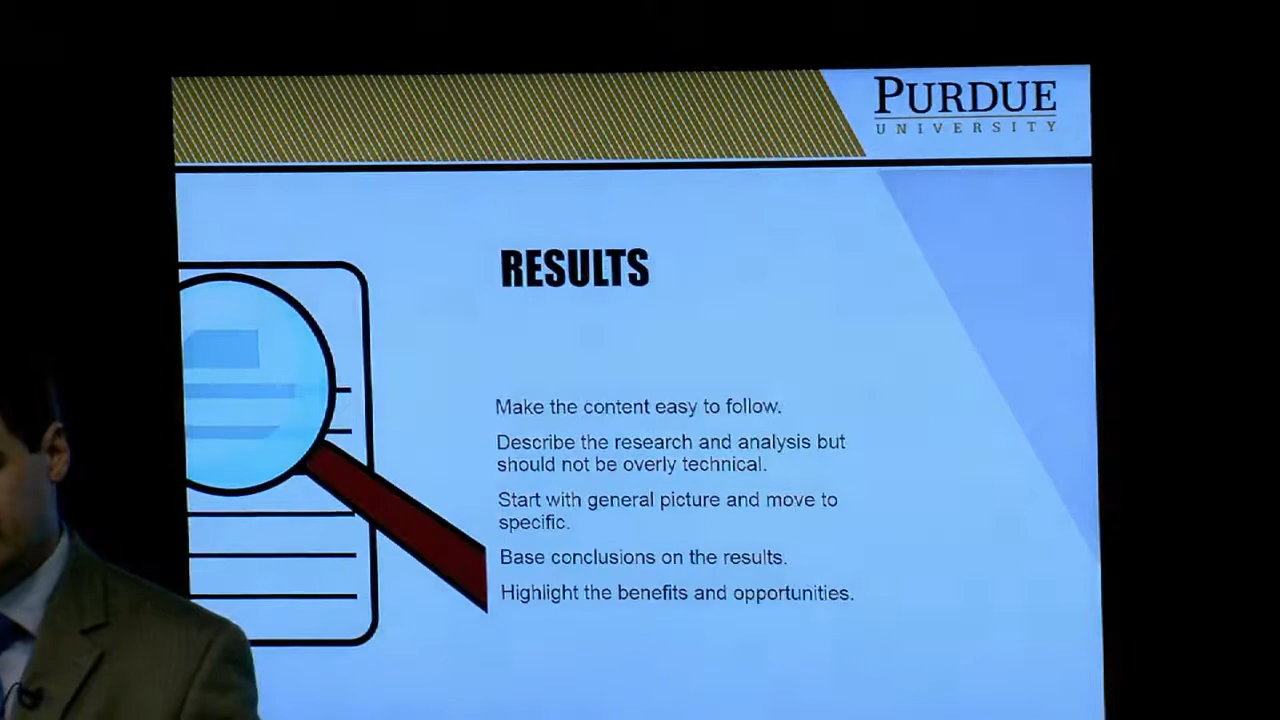 PURDUE
UNIVERSITY
RESULTS
Make the content easy to follow.
Describe the research and analysis but
should not be overly technical.
Start with general picture and move to
specific.
Base conclusions on the results.
Highlight the benefits and opportunities.